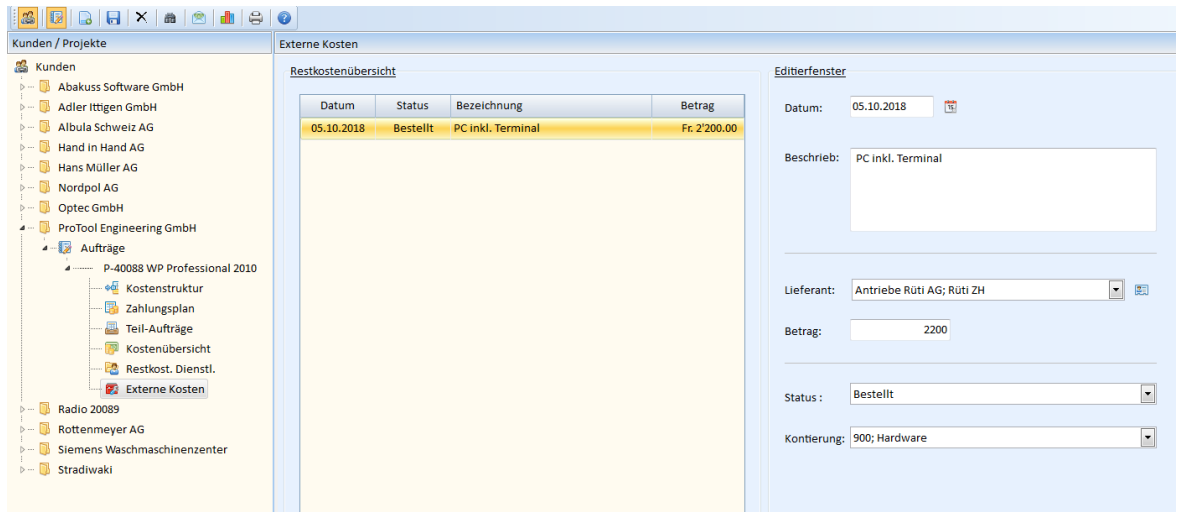 Kunden / Projekte
Kunden
Abakuss Software GmbH
Adler Ittigen GmbH
Albula Schweiz AG
Hand in Hand AG
Hans Müller AG
Nordpol AG
Optec GmbH
ProTool Engineering GmbH
Aufträge
P-40088 WP Professional 2010
Kostenstruktur
Zahlungsplan
Teil-Aufträge
Kostenübersicht
Restkost. Dienstl.
Externe Kosten
Radio 20089
Rottenmeyer AG
Siemens Waschmaschinenzenter
Stradiwaki
Externe Kosten
Restkostenübersicht
Datum Status Bezeichnung Betrag
05.10.2018 Bestellt PC inkl. Terminal Fr. 2'200.00
Editierfenster
Datum: 05.10.2018
Beschrieb: PC inkl. Terminal
Lieferant: Antriebe Rüti AG; Rüti ZH
Betrag: 2200
Status : Bestellt
Kontierung: 900; Hardware